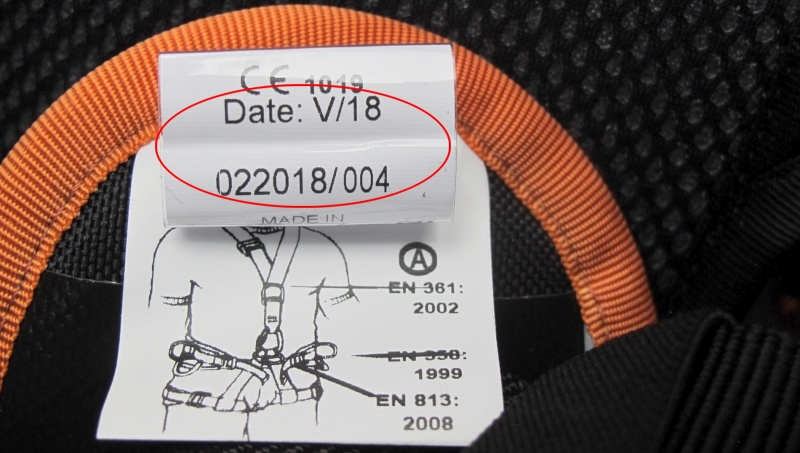 CE 1019
Date: V/18
022018/004
MADE IN
A
EN 361:
2002
EN 358:
1999
EN 813:
2008